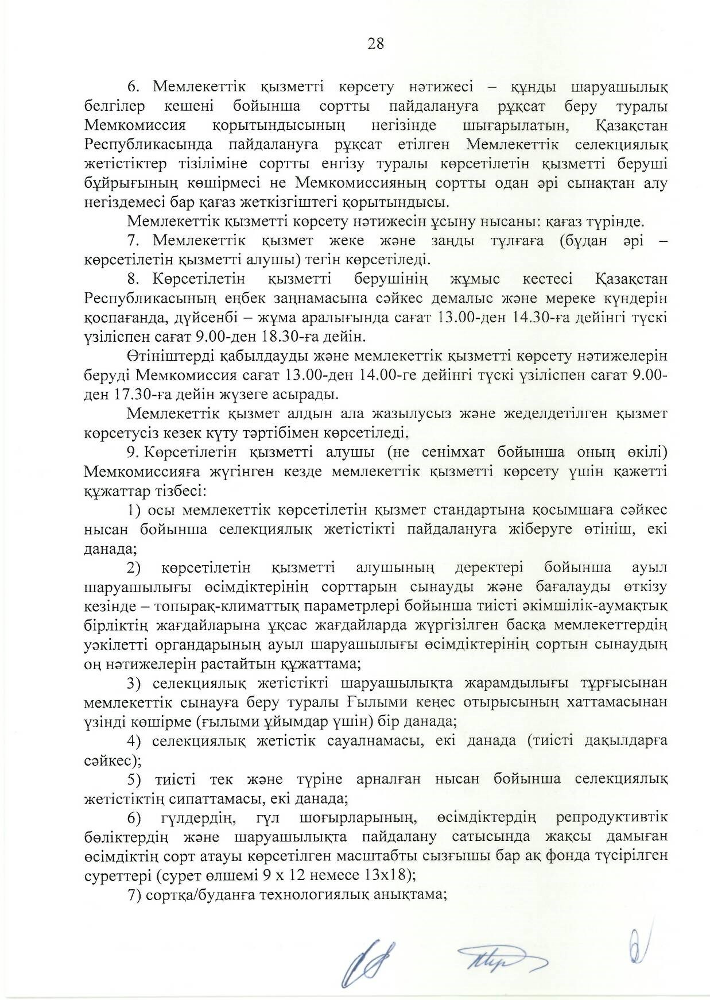 28
6. Мемлекеттік қызметті көрсету нәтижесі – құнды шаруашылық
белгілер кешені бойынша сортты пайдалануға рұқсат беру туралы
Мемкомиссия қорытындысының негізінде шығарылатын, Қазақстан
Республикасында пайдалануға рұқсат етілген Мемлекеттік селекциялық
жетістіктер тізіліміне сортты енгізу туралы көрсетілетін қызметті беруші
бұйрығының көшірмесі не Мемкомиссияның сортты одан әрі сынақтан алу
негіздемесі бар қағаз жеткізгіштегі қорытындысы.
Мемлекеттік қызметті көрсету нәтижесін ұсыну нысаны: қағаз түрінде.
7. Мемлекеттік қызмет жеке және заңды тұлғаға (бұдан әрі –
көрсетілетін қызметті алушы) тегін көрсетіледі.
8. Көрсетілетін қызметті берушінің жұмыс кестесі Қазақстан
Республикасының еңбек заңнамасына сәйкес демалыс және мереке күндерін
қоспағанда, дүйсенбі – жұма аралығында сағат 13.00-ден 14.30-ға дейінгі түскі
үзіліспен сағат 9.00-ден 18.30-ға дейін.
Өтініштерді қабылдауды және мемлекеттік қызметті көрсету нәтижелерін
беруді Мемкомиссия сағат 13.00-ден 14.00-ге дейінгі түскі үзіліспен сағат 9.00-
ден 17.30-ға дейін жүзеге асырады.
Мемлекеттік қызмет алдын ала жазылусыз және жеделдетілген қызмет
көрсетусіз кезек күту тәртібімен көрсетіледі.
9. Көрсетілетін қызметті алушы (не сенімхат бойынша оның өкілі)
Мемкомиссияға жүгінген кезде мемлекеттік қызметті көрсету үшін қажетті
құжаттар тізбесі:
1) осы мемлекеттік көрсетілетін қызмет стандартына қосымшаға сәйкес
нысан бойынша селекциялық жетістікті пайдалануға жіберуге өтініш, екі
данада;
2) көрсетілетін қызметті алушының деректері бойынша ауыл
шаруашылығы өсімдіктерінің сорттарын сынауды және бағалауды өткізу
кезінде – топырақ-климаттық параметрлері бойынша тиісті әкімшілік-аумақтық
бірліктің жағдайларына ұқсас жағдайларда жүргізілген басқа мемлекеттердің
уәкілетті органдарының ауыл шаруашылығы өсімдіктерінің сортын сынаудың
оң нәтижелерін растайтын құжаттама;
3) селекциялық жетістікті шаруашылықта жарамдылығы тұрғысынан
мемлекеттік сынауға беру туралы Ғылыми кеңес отырысының хаттамасынан
үзінді көшірме (ғылыми ұйымдар үшін) бір данада;
4) селекциялық жетістік сауалнамасы, екі данада (тиісті дақылдарға
сәйкес);
5) тиісті тек және түріне арналған нысан бойынша селекциялық
жетістіктің сипаттамасы, екі данада;
6) гүлдердің, гүл шоғырларының, өсімдіктердің репродуктивтік
бөліктердің және шаруашылықта пайдалану сатысында жақсы дамыған
өсімдіктің сорт атауы көрсетілген масштабты сызғышы бар ақ фонда түсірілген
суреттері (сурет өлшемі 9 х 12 немесе 13х18);
7) сортқа/буданға технологиялық анықтама;